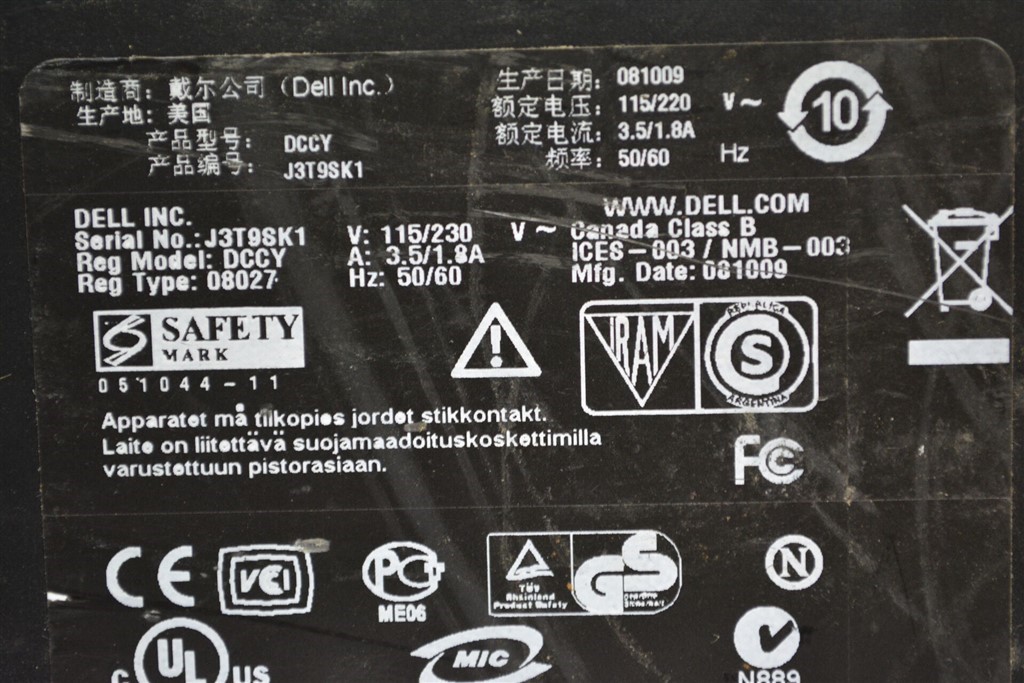 制造商：戴尔公司（Dell Inc.）
生产地：美国
产品型号： DCCY
产品编号： J3T9SK1
生产日期： 081009
额定电压： 115/220 V~
额定电流： 3.5/1.8A
频率： 50/60 Hz
10
DELL INC.
Serial No.:J3T9SK1
Reg Model: DCCY
Reg Type: 08027
V: 115/230 V~
A: 3.5/1.8A
Hz: 50/60
WWW.DELL.COM
Canada Class B
ICES-003 / NMB-003
Mfg. Date: 081009
S SAFETY
MARK
051044-11
!
IRAM
REPUBLICA
S
ARGENTINA
Apparatet må tilkopies jordet stikkontakt.
Laite on liitettävä suojamaadoituskoskettimilla
varustettuun pistorasiaan.
FC
CE
VCI
PCT
ME06
TÜV
Rheinland
Product Safety
GS
N
c UL us
MIC
N889